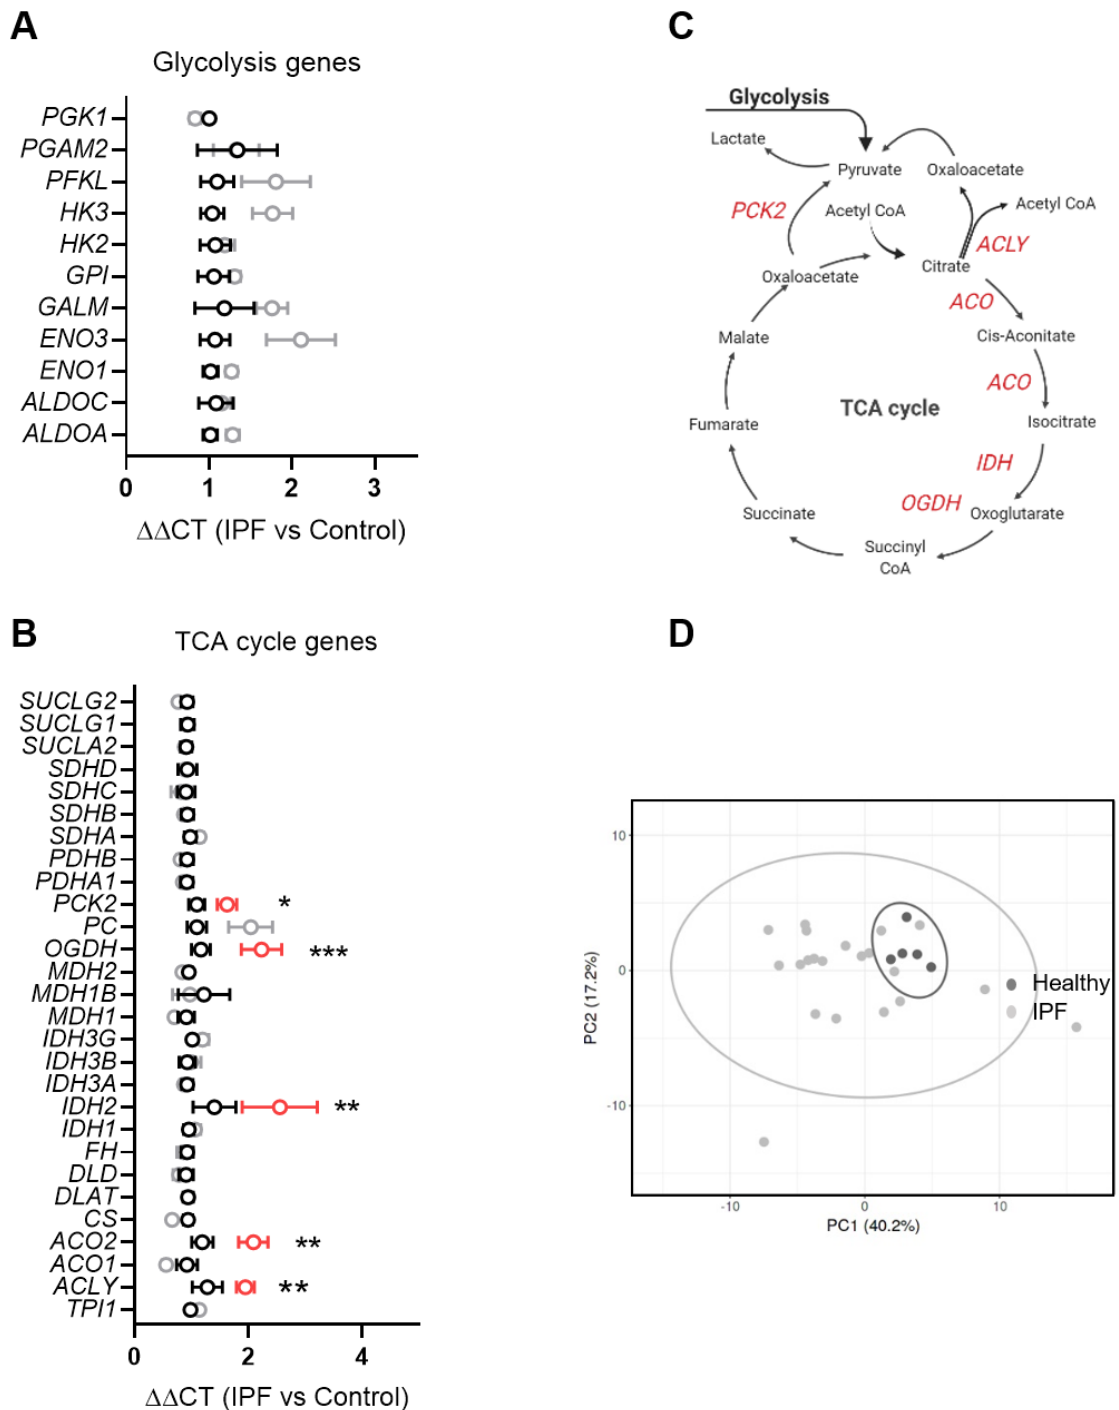 A
Glycolysis genes
PGK1
PGAM2
PFKL
HK3
HK2
GPI
GALM
ENO3
ENO1
ALDOC
ALDOA
0 1 2 3
ΔΔCT (IPF vs Control)
B
TCA cycle genes
SUCLG2
SUCLG1
SUCLA2
SDHD
SDHC
SDHB
SDHA
PDHB
PDHA1
PCK2 *
PC
OGDH ***
MDH2
MDH1B
MDH1
IDH3G
IDH3B
IDH3A
IDH2 **
IDH1
FH
DLD
DLAT
CS
ACO2 **
ACO1
ACLY **
TPI1
0 2 4
ΔΔCT (IPF vs Control)
C
Glycolysis
Lactate
Pyruvate
Oxaloacetate
PCK2
Acetyl CoA
Acetyl CoA
ACLY
Oxaloacetate
Citrate
ACO
Malate
Cis-Aconitate
ACO
TCA cycle
Fumarate
Isocitrate
IDH
OGDH
Succinate
Oxoglutarate
Succinyl
CoA
D
10
0
-10
PC2 (17.2%)
-10 0 10
PC1 (40.2%)
Healthy
IPF